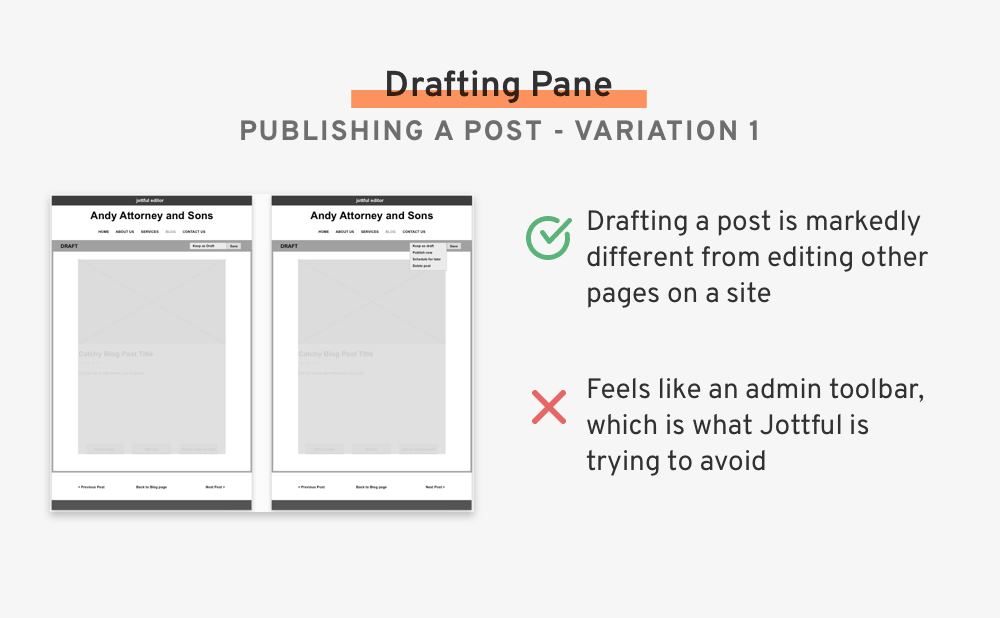 Drafting Pane
PUBLISHING A POST - VARIATION 1
jottful editor
Andy Attorney and Sons
HOME ABOUT US SERVICES BLOG CONTACT US
DRAFT Keep as Draft Save
Catchy Blog Post Title
< Previous Post Back to Blog page Next Post >
jottful editor
Andy Attorney and Sons
HOME ABOUT US SERVICES BLOG CONTACT US
DRAFT Keep as draft Save
Publish now
Schedule for later
Delete post
Catchy Blog Post Title
< Previous Post Back to Blog page Next Post >
Drafting a post is markedly
different from editing other
pages on a site
Feels like an admin toolbar,
which is what Jottful is
trying to avoid